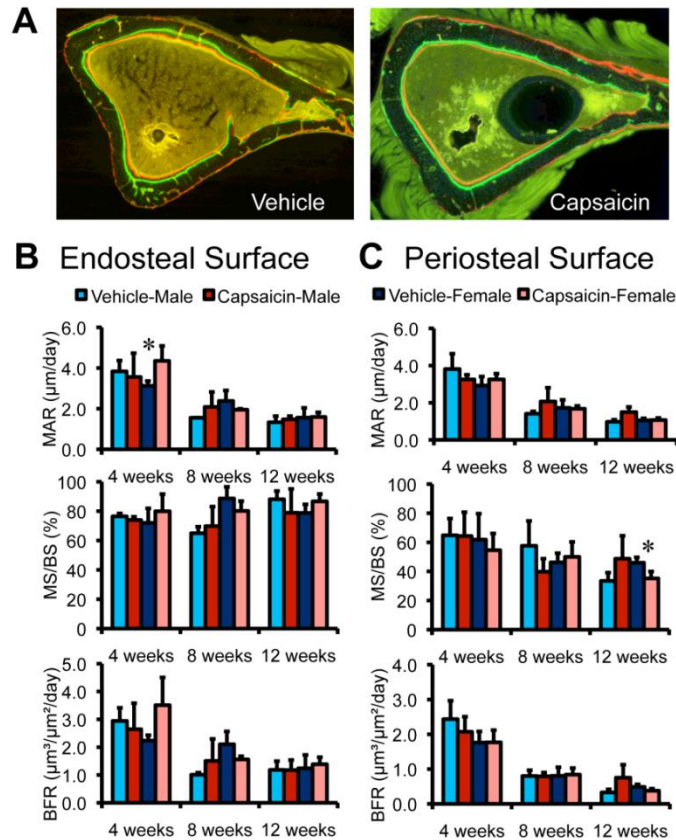 A
Vehicle
Capsaicin
B Endosteal Surface
C Periosteal Surface
Vehicle-Male Capsaicin-Male Vehicle-Female Capsaicin-Female
MAR (µm/day)
6.0
4.0
2.0
0.0
*
4 weeks 8 weeks 12 weeks
MS/BS (%)
100
80
60
40
20
0
4 weeks 8 weeks 12 weeks
BFR (µm³/µm²/day)
5.0
4.0
3.0
2.0
1.0
0.0
4 weeks 8 weeks 12 weeks
MAR (µm/day)
6.0
4.0
2.0
0.0
4 weeks 8 weeks 12 weeks
MS/BS (%)
100
80
60
40
20
0
*
4 weeks 8 weeks 12 weeks
BFR (µm³/µm²/day)
4.0
3.0
2.0
1.0
0.0
4 weeks 8 weeks 12 weeks